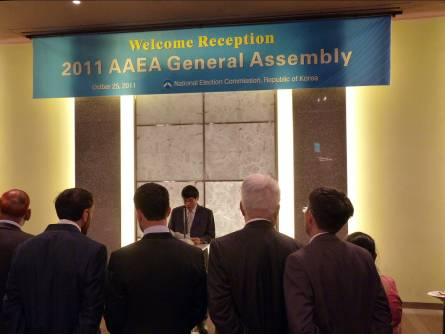 Welcome Reception
2011 AAEA General Assembly
October 25, 2011 National Election Commission, Republic of Korea